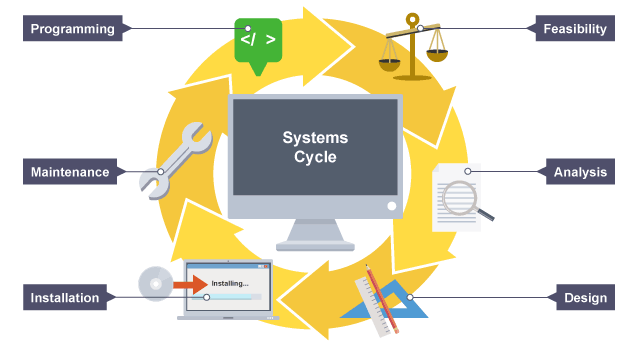 Programming
</ >
Feasibility
Systems
Cycle
Maintenance
Analysis
Installing...
Installation
Design